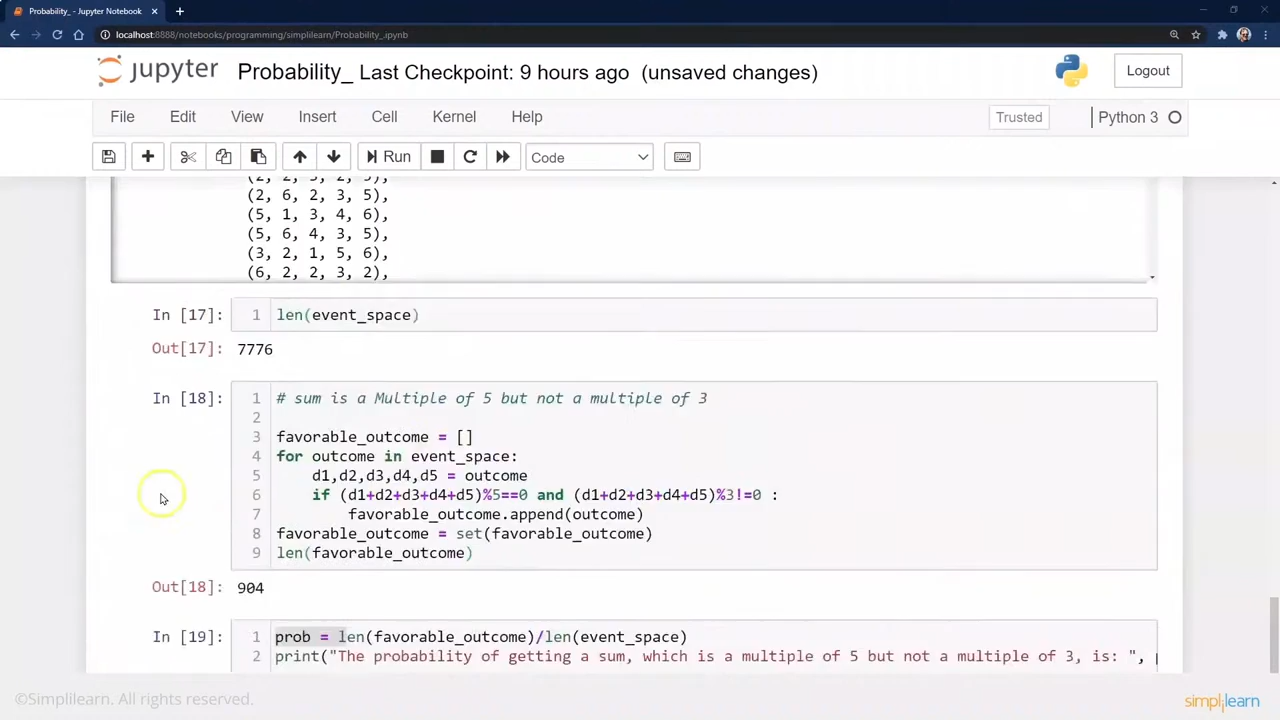 Probability_ - Jupyter Notebook
localhost:8888/notebooks/programming/simplilearn/Probability_.ipynb
jupyter Probability_ Last Checkpoint: 9 hours ago (unsaved changes) Logout
File Edit View Insert Cell Kernel Help Trusted Python 3
Run Code
(2, 2, 3, 2, 5),
(2, 6, 2, 3, 5),
(5, 1, 3, 4, 6),
(5, 6, 4, 3, 5),
(3, 2, 1, 5, 6),
(6, 2, 2, 3, 2),
In [17]: 1 len(event_space)
Out[17]: 7776
In [18]: 1 # sum is a Multiple of 5 but not a multiple of 3
2
3 favorable_outcome = []
4 for outcome in event_space:
5 d1,d2,d3,d4,d5 = outcome
6 if (d1+d2+d3+d4+d5)%5==0 and (d1+d2+d3+d4+d5)%3!=0 :
7 favorable_outcome.append(outcome)
8 favorable_outcome = set(favorable_outcome)
9 len(favorable_outcome)
Out[18]: 904
In [19]: 1 prob = len(favorable_outcome)/len(event_space)
2 print("The probability of getting a sum, which is a multiple of 5 but not a multiple of 3, is: ",
©Simplilearn. All rights reserved. simplilearn